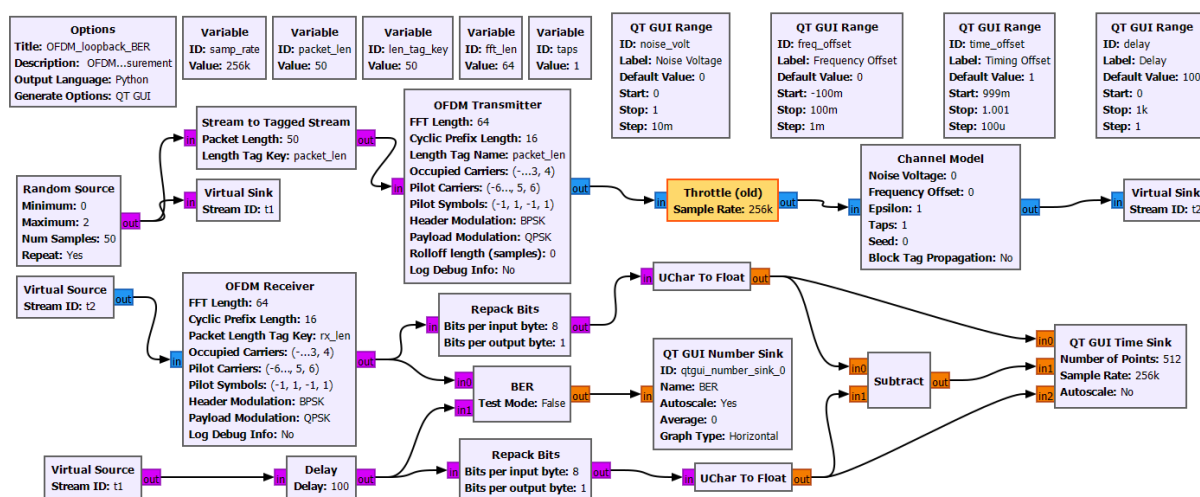 Options
Title: OFDM_loopback_BER
Description: OFDM...surement
Output Language: Python
Generate Options: QT GUI
Variable
ID: samp_rate
Value: 256k
Variable
ID: packet_len
Value: 50
Variable
ID: len_tag_key
Value: 50
Variable
ID: fft_len
Value: 64
Variable
ID: taps
Value: 1
QT GUI Range
ID: noise_volt
Label: Noise Voltage
Default Value: 0
Start: 0
Stop: 1
Step: 10m
QT GUI Range
ID: freq_offset
Label: Frequency Offset
Default Value: 0
Start: -100m
Stop: 100m
Step: 1m
QT GUI Range
ID: time_offset
Label: Timing Offset
Default Value: 1
Start: 999m
Stop: 1.001
Step: 100u
QT GUI Range
ID: delay
Label: Delay
Default Value: 100
Start: 0
Stop: 1k
Step: 1
Random Source
Minimum: 0
Maximum: 2
Num Samples: 50
Repeat: Yes
out
in
Stream to Tagged Stream
Packet Length: 50
Length Tag Key: packet_len
out
in
Virtual Sink
Stream ID: t1
in
OFDM Transmitter
FFT Length: 64
Cyclic Prefix Length: 16
Length Tag Name: packet_len
Occupied Carriers: (-...3, 4)
Pilot Carriers: (-6..., 5, 6)
Pilot Symbols: (-1, 1, -1, 1)
Header Modulation: BPSK
Payload Modulation: QPSK
Rolloff length (samples): 0
Log Debug Info: No
out
in
Throttle (old)
Sample Rate: 256k
out
in
Channel Model
Noise Voltage: 0
Frequency Offset: 0
Epsilon: 1
Taps: 1
Seed: 0
Block Tag Propagation: No
out
in
Virtual Sink
Stream ID: t2
Virtual Source
Stream ID: t2
out
in
OFDM Receiver
FFT Length: 64
Cyclic Prefix Length: 16
Packet Length Tag Key: rx_len
Occupied Carriers: (-...3, 4)
Pilot Carriers: (-6..., 5, 6)
Pilot Symbols: (-1, 1, -1, 1)
Header Modulation: BPSK
Payload Modulation: QPSK
Log Debug Info: No
out
in
Repack Bits
Bits per input byte: 8
Bits per output byte: 1
out
in
UChar To Float
out
in0
in1
BER
Test Mode: False
out
in
QT GUI Number Sink
ID: qtgui_number_sink_0
Name: BER
Autoscale: Yes
Average: 0
Graph Type: Horizontal
in0
in1
Subtract
out
in0
in1
in2
QT GUI Time Sink
Number of Points: 512
Sample Rate: 256k
Autoscale: No
Virtual Source
Stream ID: t1
out
in
Delay
Delay: 100
out
in
Repack Bits
Bits per input byte: 8
Bits per output byte: 1
out
in
UChar To Float
out